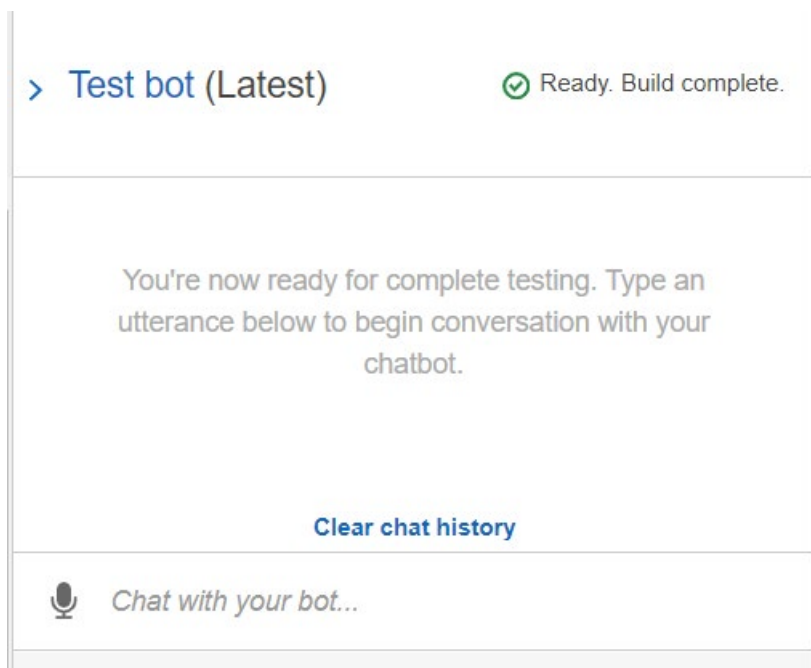 Test bot (Latest)
Ready. Build complete.
You're now ready for complete testing. Type an
utterance below to begin conversation with your
chatbot.
Clear chat history
Chat with your bot...